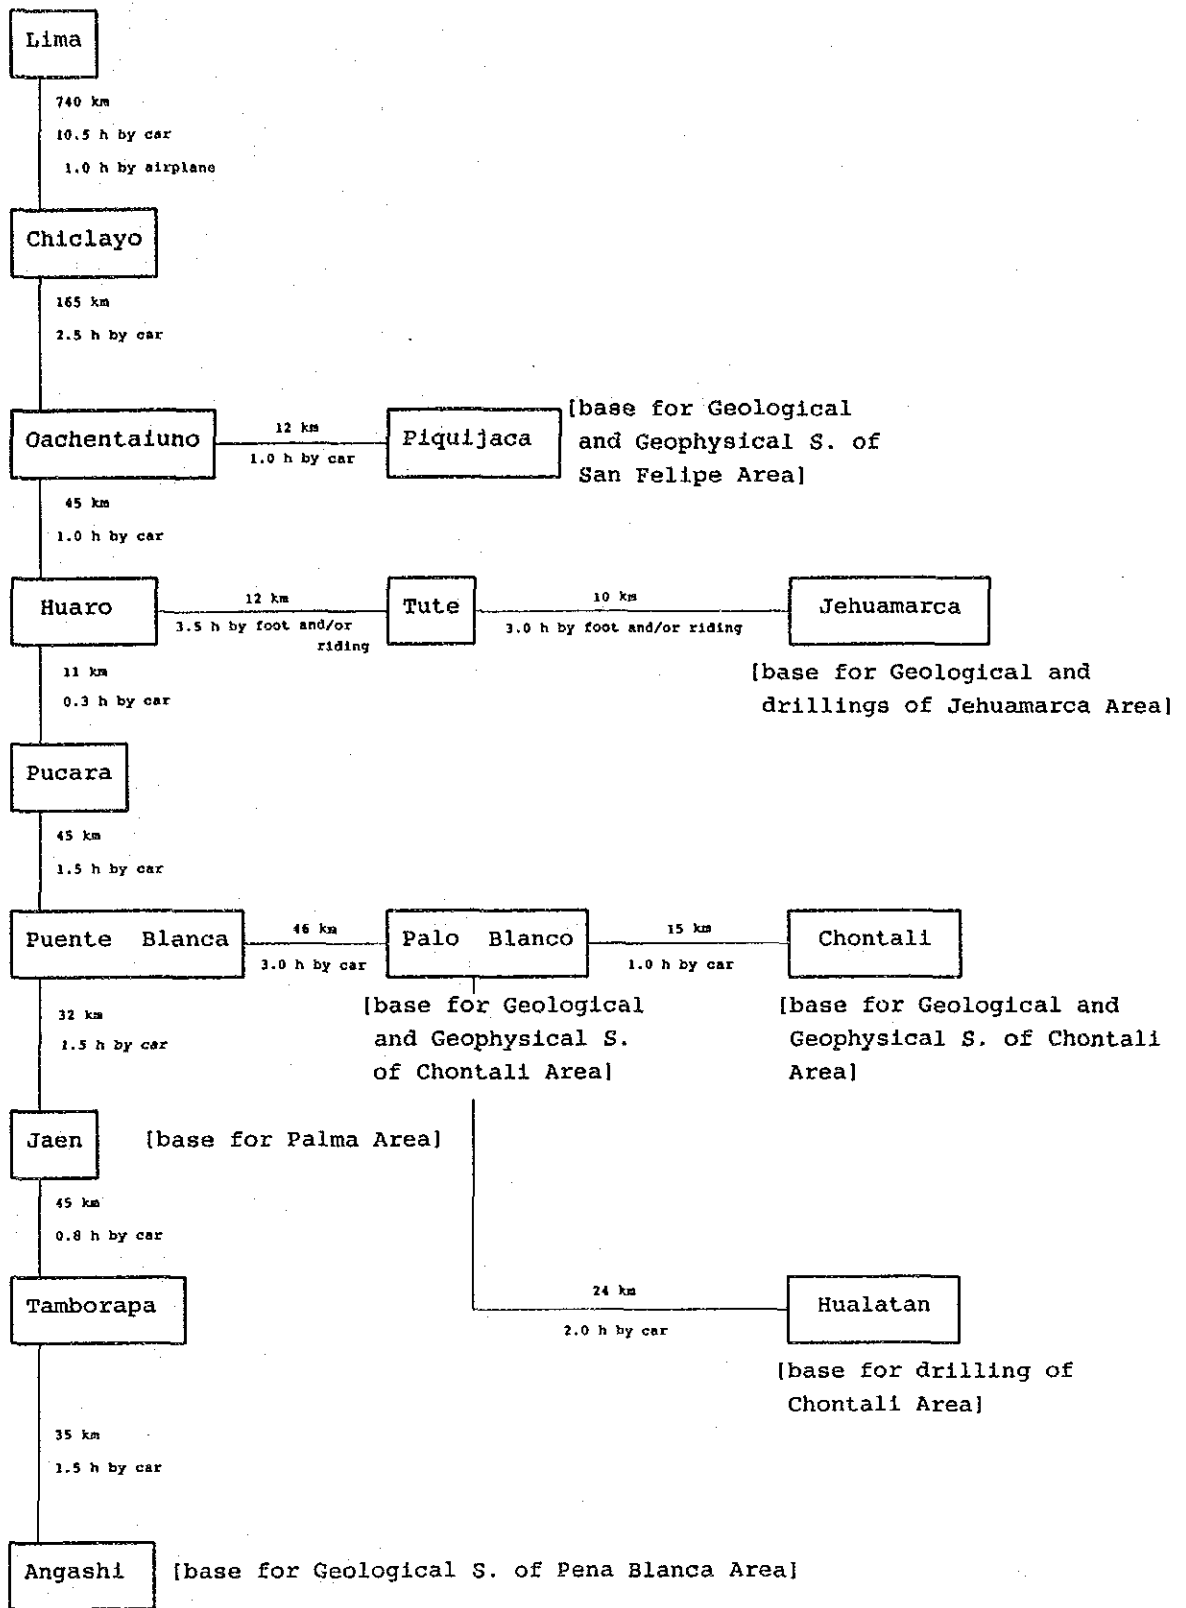 Lima
740 km
10.5 h by car
1.0 h by airplane
Chiclayo
165 km
2.5 h by car
Oachentaiuno
12 km
1.0 h by car
Piquijaca
[base for Geological
and Geophysical S. of
San Felipe Area]
45 km
1.0 h by car
Huaro
12 km
3.5 h by foot and/or
riding
Tute
10 km
3.0 h by foot and/or riding
Jehuamarca
[base for Geological and
drillings of Jehuamarca Area]
11 km
0.3 h by car
Pucara
45 km
1.5 h by car
Puente Blanca
46 km
3.0 h by car
Palo Blanco
15 km
1.0 h by car
Chontali
[base for Geological
and Geophysical S.
of Chontali Area]
[base for Geological and
Geophysical S. of Chontali
Area]
32 km
1.5 h by car
Jaen
[base for Palma Area]
45 km
0.8 h by car
Tamborapa
24 km
2.0 h by car
Hualatan
[base for drilling of
Chontali Area]
35 km
1.5 h by car
Angashi
[base for Geological S. of Pena Blanca Area]